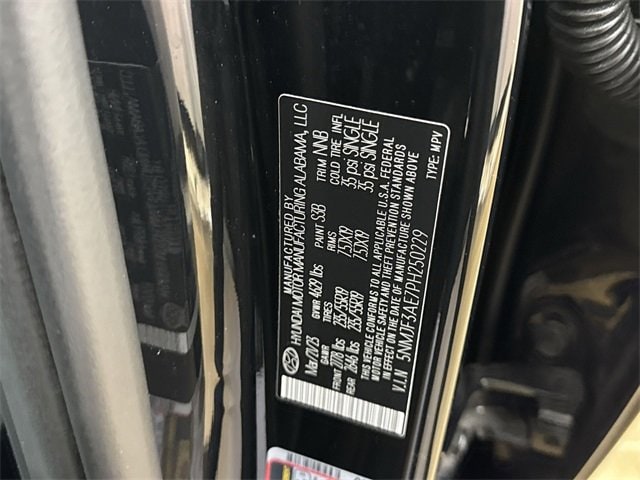 MANUFACTURED BY
HYUNDAI MOTOR MANUFACTURING ALABAMA, LLC
Mar/21/23 GVWR 4629 lbs PAINT S3B TRIM NNB
GAWR TIRES RIMS COLD TIRE INFL
FRONT 2778 lbs 235/55R19 7.5JX19 35 psi SINGLE
REAR 2646 lbs 235/55R19 7.5JX19 35 psi SINGLE
THIS VEHICLE CONFORMS TO ALL APPLICABLE U.S.A. FEDERAL
MOTOR VEHICLE SAFETY AND THEFT PREVENTION STANDARDS
IN EFFECT ON THE DATE OF MANUFACTURE SHOWN ABOVE
V.I.N 5NMJF3AE7PH250229 TYPE: MPV